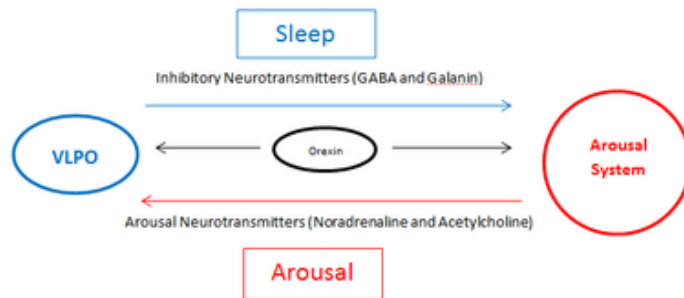 Sleep
Inhibitory Neurotransmitters (GABA and Galanin)
VLPO
Orexin
Arousal
System
Arousal Neurotransmitters (Noradrenaline and Acetylcholine)
Arousal